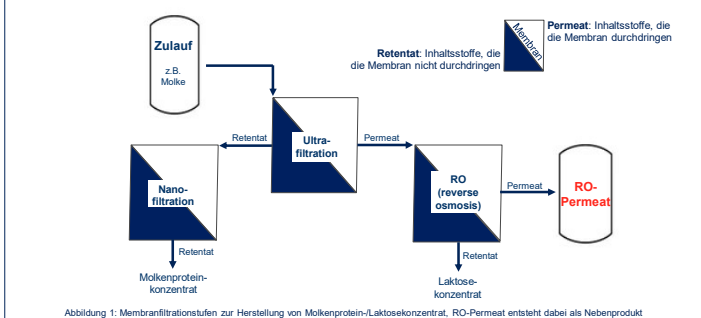 Zulauf
z.B.
Molke
Retentat: Inhaltsstoffe, die
die Membran nicht durchdringen
Membran
Permeat: Inhaltsstoffe, die
die Membran durchdringen
Retentat
Ultra-
filtration
Permeat
Nano-
filtration
RO
(reverse
osmosis)
Permeat
RO-
Permeat
Retentat
Retentat
Molkenprotein-
konzentrat
Laktose-
konzentrat
Abbildung 1: Membranfiltrationstufen zur Herstellung von Molkenprotein-/Laktosekonzentrat, RO-Permeat entsteht dabei als Nebenprodukt